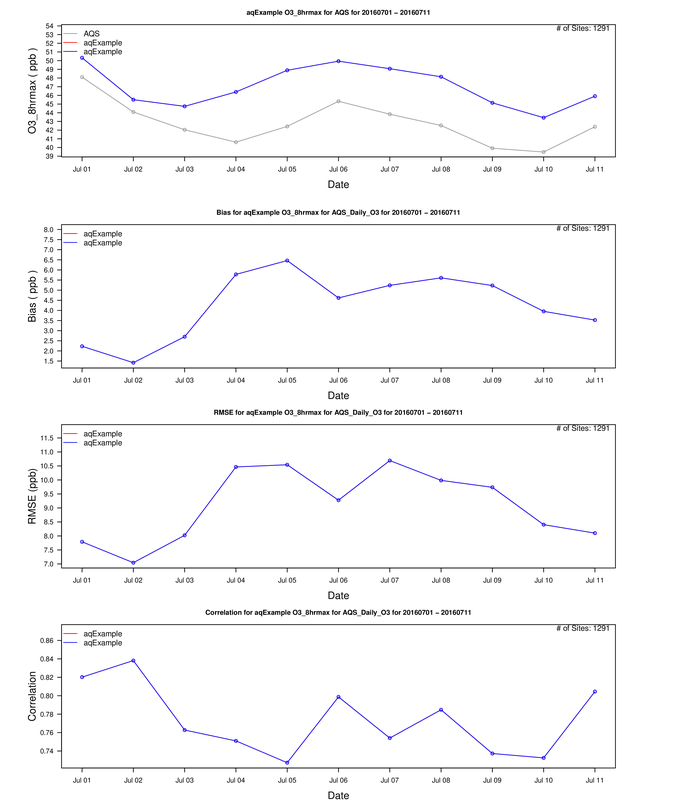 aqExample O3_8hrmax for AQS for 20160701 − 20160711
# of Sites: 1291
AQS
aqExample
aqExample
O3_8hrmax ( ppb )
54
53
52
51
50
49
48
47
46
45
44
43
42
41
40
39
Jul 01 Jul 02 Jul 03 Jul 04 Jul 05 Jul 06 Jul 07 Jul 08 Jul 09 Jul 10 Jul 11
Date
Bias for aqExample O3_8hrmax for AQS_Daily_O3 for 20160701 − 20160711
# of Sites: 1291
aqExample
aqExample
Bias ( ppb )
8.0
7.5
7.0
6.5
6.0
5.5
5.0
4.5
4.0
3.5
3.0
2.5
2.0
1.5
Jul 01 Jul 02 Jul 03 Jul 04 Jul 05 Jul 06 Jul 07 Jul 08 Jul 09 Jul 10 Jul 11
Date
RMSE for aqExample O3_8hrmax for AQS_Daily_O3 for 20160701 − 20160711
# of Sites: 1291
aqExample
aqExample
RMSE (ppb)
11.5
11.0
10.5
10.0
9.5
9.0
8.5
8.0
7.5
7.0
Jul 01 Jul 02 Jul 03 Jul 04 Jul 05 Jul 06 Jul 07 Jul 08 Jul 09 Jul 10 Jul 11
Date
Correlation for aqExample O3_8hrmax for AQS_Daily_O3 for 20160701 − 20160711
# of Sites: 1291
aqExample
aqExample
Correlation
0.86
0.84
0.82
0.80
0.78
0.76
0.74
Jul 01 Jul 02 Jul 03 Jul 04 Jul 05 Jul 06 Jul 07 Jul 08 Jul 09 Jul 10 Jul 11
Date